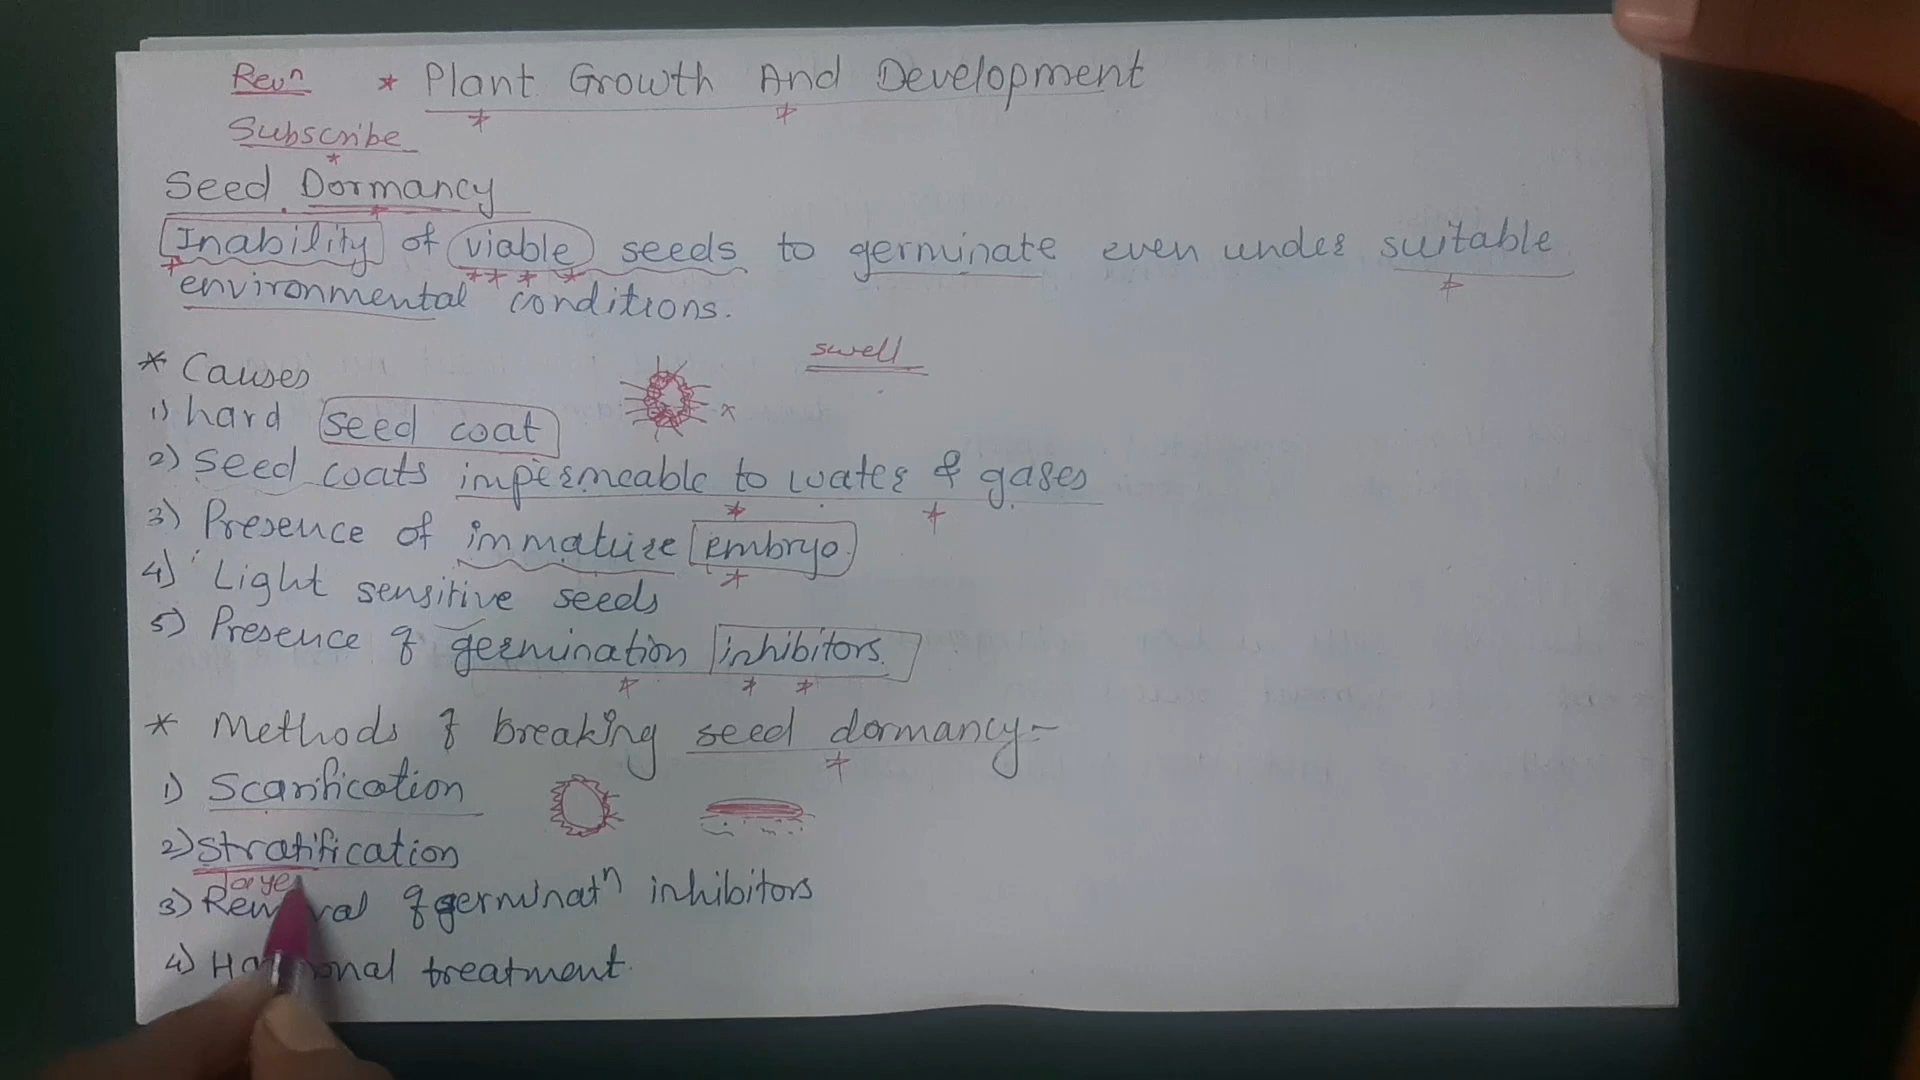 Revⁿ * Plant Growth And Development
Subscribe
Seed Dormancy
Inability of viable seeds to germinate even under suitable
environmental conditions.
swell
* Causes
1) hard seed coat
2) Seed coats impermeable to water & gases
3) Presence of immature embryo
4) Light sensitive seeds
5) Presence of germination inhibitors
* Methods of breaking seed dormancy-
1) Scarification
2) Stratification
laye
3) of germinatⁿ inhibitors
4) treatment.